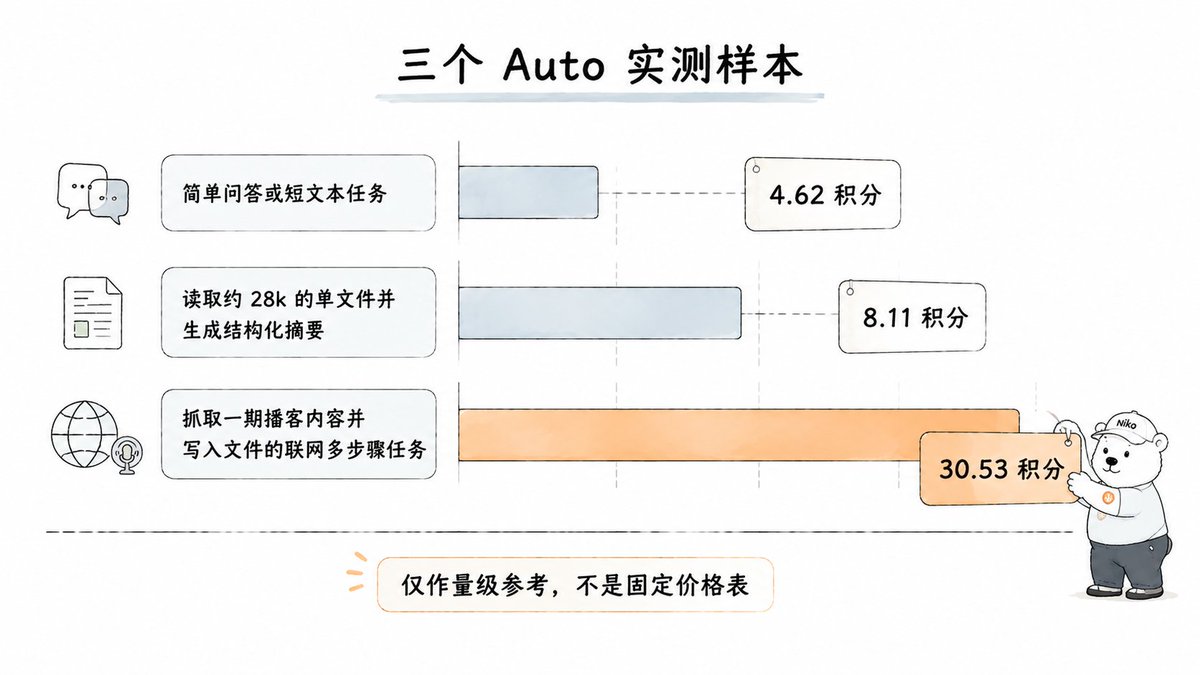 三个 Auto 实测样本
简单问答或短文本任务
4.62 积分
读取约 28k 的单文件并
生成结构化摘要
8.11 积分
抓取一期播客内容并
写入文件的联网多步骤任务
30.53 积分
Niko
仅作量级参考，不是固定价格表